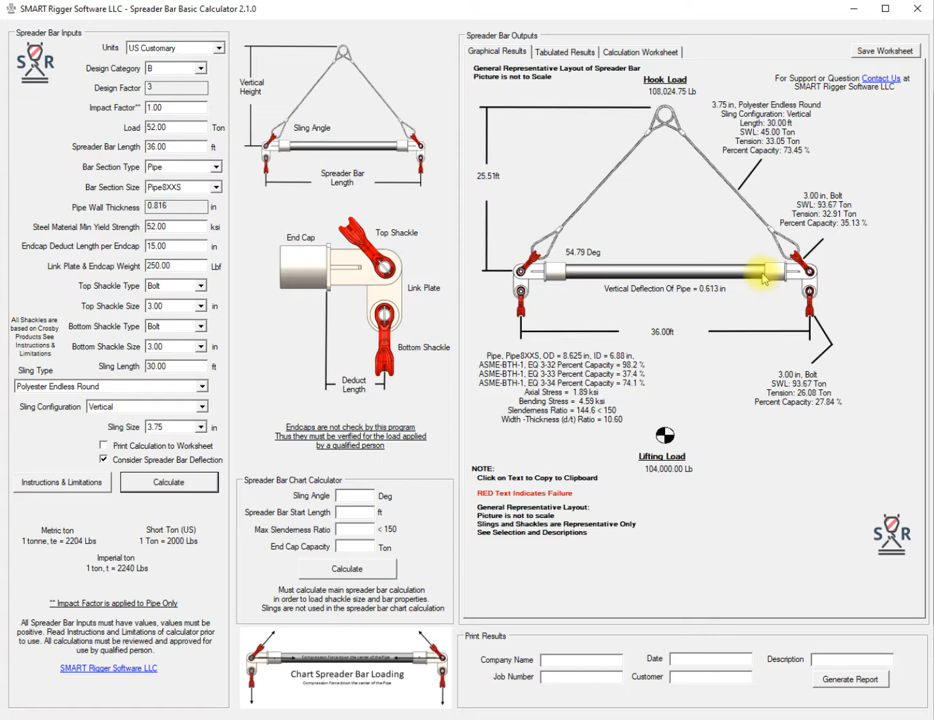 SMART Rigger Software LLC - Spreader Bar Basic Calculator 2.1.0
Spreader Bar Inputs
SR
Units US Customary
Design Category B
Design Factor 3
Impact Factor** 1.00
Load 52.00 Ton
Spreader Bar Length 36.00 ft
Bar Section Type Pipe
Bar Section Size Pipe8XXS
Pipe Wall Thickness 0.816 in
Steel Material Min Yield Strength 52.00 ksi
Endcap Deduct Length per Endcap 15.00 in
Link Plate & Endcap Weight 250.00 Lbf
Top Shackle Type Bolt
Top Shackle Size 3.00 in
Bottom Shackle Type Bolt
Bottom Shackle Size 3.00 in
All Shackles are
based on Crosby
Products See
Instructions &
Limitations
Sling Length 30.00 ft
Sling Type
Polyester Endless Round
Sling Configuration Vertical
Sling Size 3.75 in
Print Calculation to Worksheet
Consider Spreader Bar Deflection
Instructions & Limitations
Calculate
Metric ton
1 tonne, te = 2204 Lbs
Short Ton (US)
1 Ton = 2000 Lbs
Imperial ton
1 ton, t = 2240 Lbs
** Impact Factor is applied to Pipe Only
All Spreader Bar Inputs must have values, values must be
positive. Read Instructions and Limitations of calculator prior
to use. All calculations must be reviewed and approved for
use by qualified person.
SMART Rigger Software LLC
Vertical
Height
Sling Angle
Spreader Bar
Length
End Cap
Top Shackle
Link Plate
Bottom Shackle
Deduct
Length
Endcaps are not check by this program
Thus they must be verified for the load applied
by a qualified person
Spreader Bar Chart Calculator
Sling Angle Deg
Spreader Bar Start Length ft
Max Slenderness Ratio < 150
End Cap Capacity Ton
Calculate
Must calculate main spreader bar calculation
in order to load shackle size and bar properties.
Slings are not used in the spreader bar chart calculation
Compression Force down the center of the Pipe
Chart Spreader Bar Loading
Compression Force down the center of the Pipe
Spreader Bar Outputs
Graphical Results
Tabulated Results
Calculation Worksheet
Save Worksheet
General Representative Layout of Spreader Bar
Picture is not to Scale
Hook Load
108,024.75 Lb
For Support or Question Contact Us at
SMART Rigger Software LLC
3.75 in, Polyester Endless Round
Sling Configuration: Vertical
Length: 30.00 ft
SWL: 45.00 Ton
Tension: 33.05 Ton
Percent Capacity: 73.45 %
25.51ft
3.00 in, Bolt
SWL: 93.67 Ton
Tension: 32.91 Ton
Percent Capacity: 35.13 %
54.79 Deg
Vertical Deflection Of Pipe = 0.613 in
36.00ft
Pipe, Pipe8XXS, OD = 8.625 in, ID = 6.88 in
ASME-BTH-1, EQ 3-32 Percent Capacity = 98.2 %
ASME-BTH-1, EQ 3-33 Percent Capacity = 37.4 %
ASME-BTH-1, EQ 3-34 Percent Capacity = 74.1 %
Axial Stress = 1.89 ksi
Bending Stress = 4.59 ksi
Slenderness Ratio = 144.6 < 150
Width -Thickness (d/t) Ratio = 10.60
3.00 in, Bolt
SWL: 93.67 Ton
Tension: 26.08 Ton
Percent Capacity: 27.84 %
Lifting Load
104,000.00 Lb
NOTE:
Click on Text to Copy to Clipboard
RED Text Indicates Failure
General Representative Layout:
Picture is not to scale
Slings and Shackles are Representative Only
See Selection and Descriptions
SR
Print Results
Company Name
Date
Description
Job Number
Customer
Generate Report